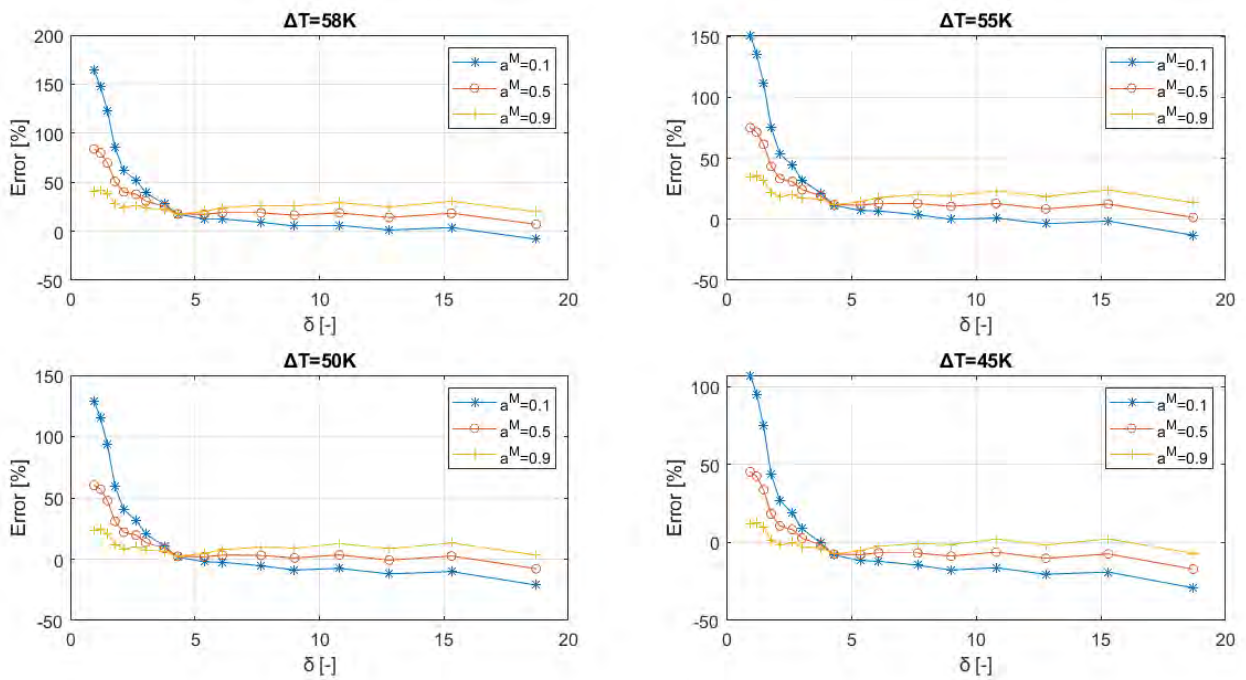 ΔT=58K
200
150
100
50
0
-50
Error [%]
0
5
10
15
20
δ [-]
a^M=0.1
a^M=0.5
a^M=0.9
ΔT=55K
150
100
50
0
-50
Error [%]
0
5
10
15
20
δ [-]
a^M=0.1
a^M=0.5
a^M=0.9
ΔT=50K
150
100
50
0
-50
Error [%]
0
5
10
15
20
δ [-]
a^M=0.1
a^M=0.5
a^M=0.9
ΔT=45K
100
50
0
-50
Error [%]
0
5
10
15
20
δ [-]
a^M=0.1
a^M=0.5
a^M=0.9